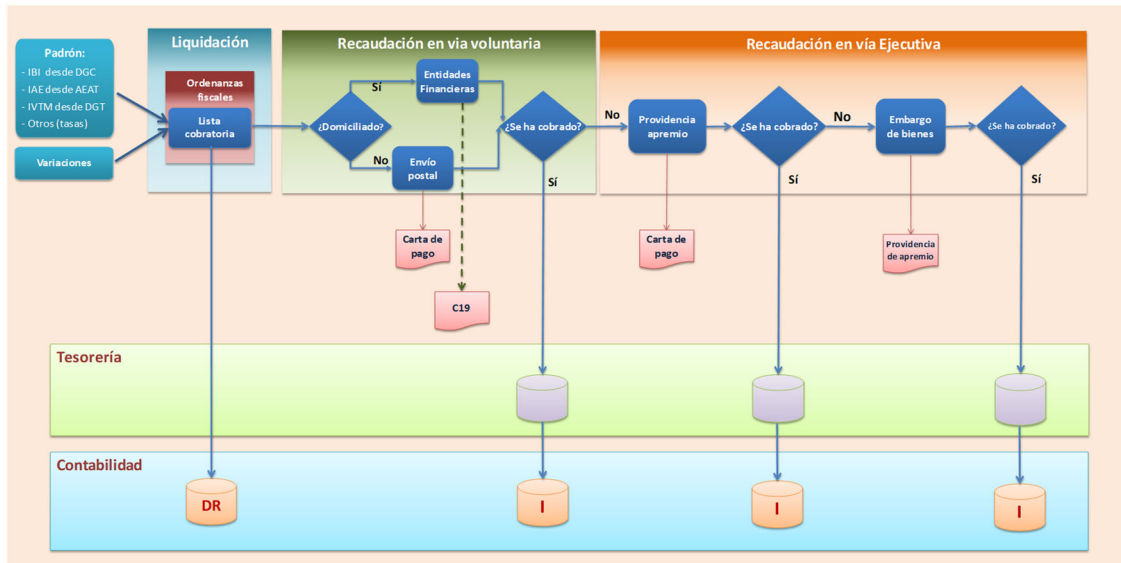 Padrón:
- IBI desde DGC
- IAE desde AEAT
- IVTM desde DGT
- Otros (tasas)
Variaciones
Liquidación
Ordenanzas
fiscales
Lista
cobratoria
Recaudación en via voluntaria
¿Domiciliado?
Sí
No
Entidades
Financieras
Envío
postal
¿Se ha cobrado?
No
Sí
Carta de
pago
C19
Recaudación en vía Ejecutiva
Providencia
apremio
¿Se ha cobrado?
No
Sí
Embargo
de bienes
¿Se ha cobrado?
Sí
Carta de
pago
Providencia
de apremio
Tesorería
Contabilidad
DR
I
I
I